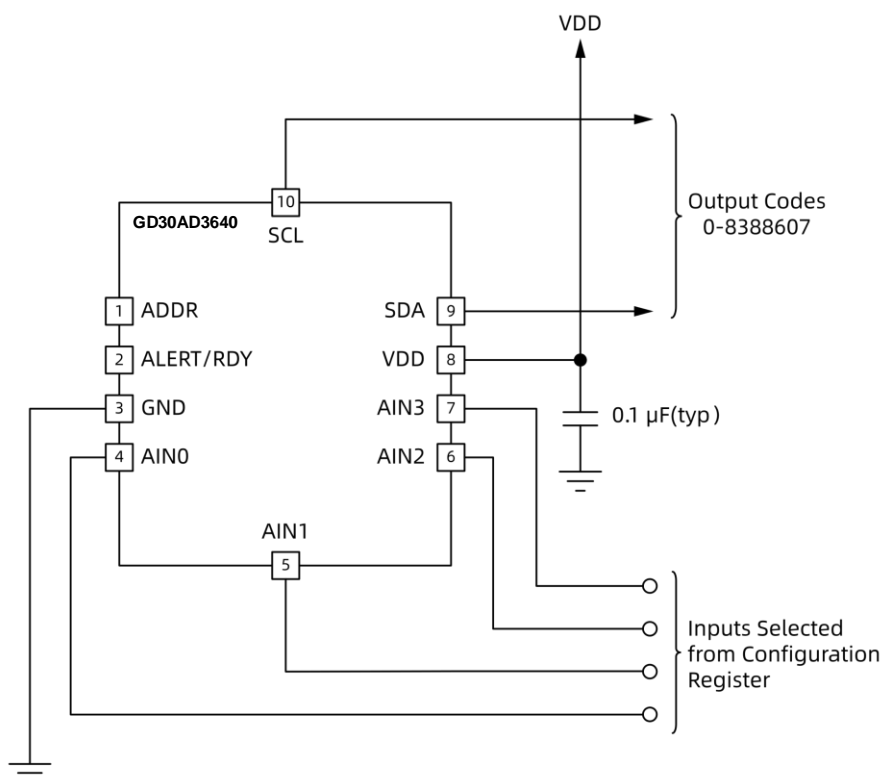 VDD
10
GD30AD3640
SCL
Output Codes
0-8388607
1 ADDR
SDA 9
2 ALERT/RDY
VDD 8
3 GND
AIN3 7
0.1 µF(typ)
4 AIN0
AIN2 6
AIN1
5
Inputs Selected
from Configuration
Register